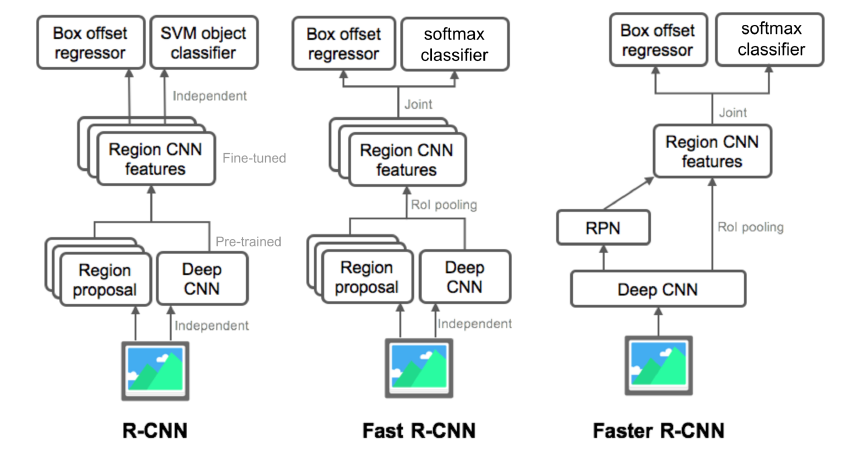 Box offset
regressor
SVM object
classifier
Independent
Region CNN
features
Fine-tuned
Pre-trained
Region
proposal
Deep
CNN
Independent
R-CNN
Box offset
regressor
softmax
classifier
Joint
Region CNN
features
RoI pooling
Region
proposal
Deep
CNN
Independent
Fast R-CNN
Box offset
regressor
softmax
classifier
Joint
Region CNN
features
RPN
RoI pooling
Deep CNN
Faster R-CNN